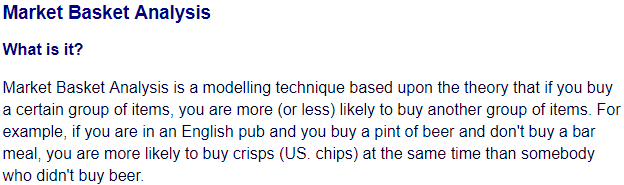 Market Basket Analysis
What is it?
Market Basket Analysis is a modelling technique based upon the theory that if you buy
a certain group of items, you are more (or less) likely to buy another group of items. For
example, if you are in an English pub and you buy a pint of beer and don't buy a bar
meal, you are more likely to buy crisps (US. chips) at the same time than somebody
who didn't buy beer.